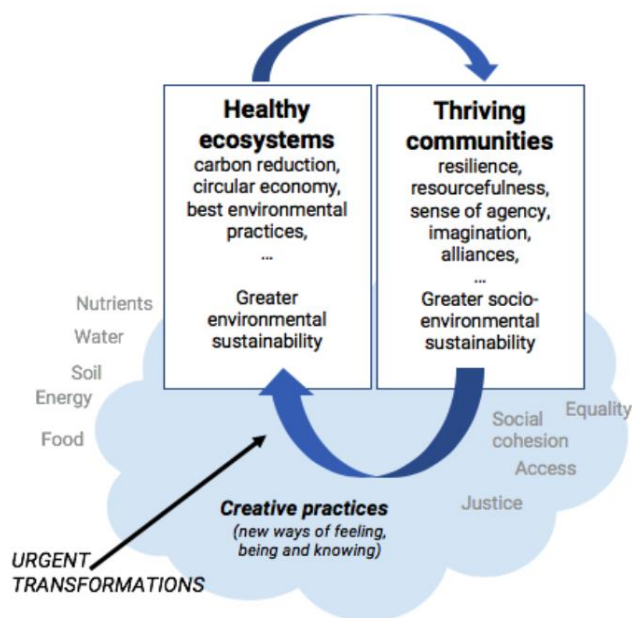 Healthy
ecosystems
carbon reduction,
circular economy,
best environmental
practices,
...
Greater
environmental
sustainability
Thriving
communities
resilience,
resourcefulness,
sense of agency,
imagination,
alliances,
...
Greater socio-
environmental
sustainability
Nutrients
Water
Soil
Energy
Food
Equality
Social
cohesion
Access
Justice
Creative practices
(new ways of feeling,
being and knowing)
URGENT
TRANSFORMATIONS